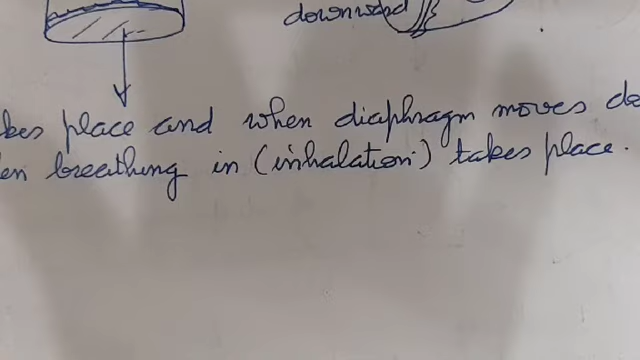 downward
place and when diaphragm moves
breathing in (inhalation) takes place.